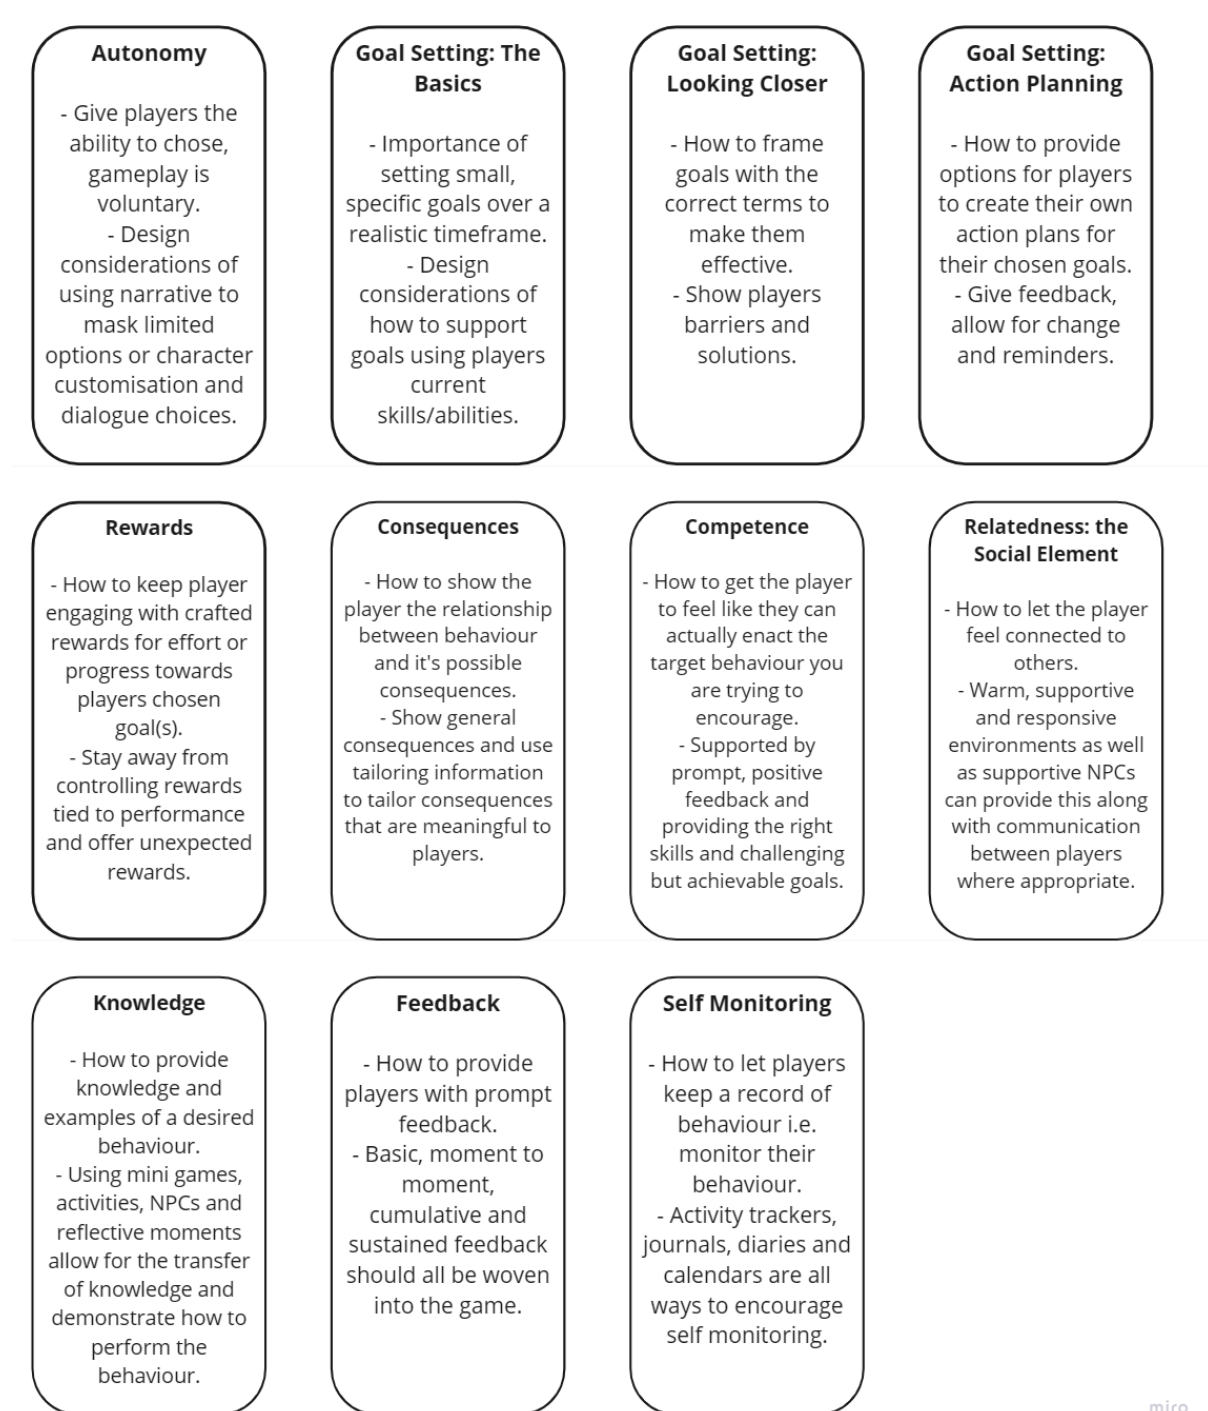 Autonomy
- Give players the
ability to chose,
gameplay is
voluntary.
- Design
considerations of
using narrative to
mask limited
options or character
customisation and
dialogue choices.
Goal Setting: The
Basics
- Importance of
setting small,
specific goals over a
realistic timeframe.
- Design
considerations of
how to support
goals using players
current
skills/abilities.
Goal Setting:
Looking Closer
- How to frame
goals with the
correct terms to
make them
effective.
- Show players
barriers and
solutions.
Goal Setting:
Action Planning
- How to provide
options for players
to create their own
action plans for
their chosen goals.
- Give feedback,
allow for change
and reminders.
Rewards
- How to keep player
engaging with crafted
rewards for effort or
progress towards
players chosen
goal(s).
- Stay away from
controlling rewards
tied to performance
and offer unexpected
rewards.
Consequences
- How to show the
player the relationship
between behaviour
and it's possible
consequences.
- Show general
consequences and use
tailoring information
to tailor consequences
that are meaningful to
players.
Competence
- How to get the player
to feel like they can
actually enact the
target behaviour you
are trying to
encourage.
- Supported by
prompt, positive
feedback and
providing the right
skills and challenging
but achievable goals.
Relatedness: the
Social Element
- How to let the player
feel connected to
others.
- Warm, supportive
and responsive
environments as well
as supportive NPCs
can provide this along
with communication
between players
where appropriate.
Knowledge
- How to provide
knowledge and
examples of a desired
behaviour.
- Using mini games,
activities, NPCs and
reflective moments
allow for the transfer
of knowledge and
demonstrate how to
perform the
behaviour.
Feedback
- How to provide
players with prompt
feedback.
- Basic, moment to
moment,
cumulative and
sustained feedback
should all be woven
into the game.
Self Monitoring
- How to let players
keep a record of
behaviour i.e.
monitor their
behaviour.
- Activity trackers,
journals, diaries and
calendars are all
ways to encourage
self monitoring.
miro